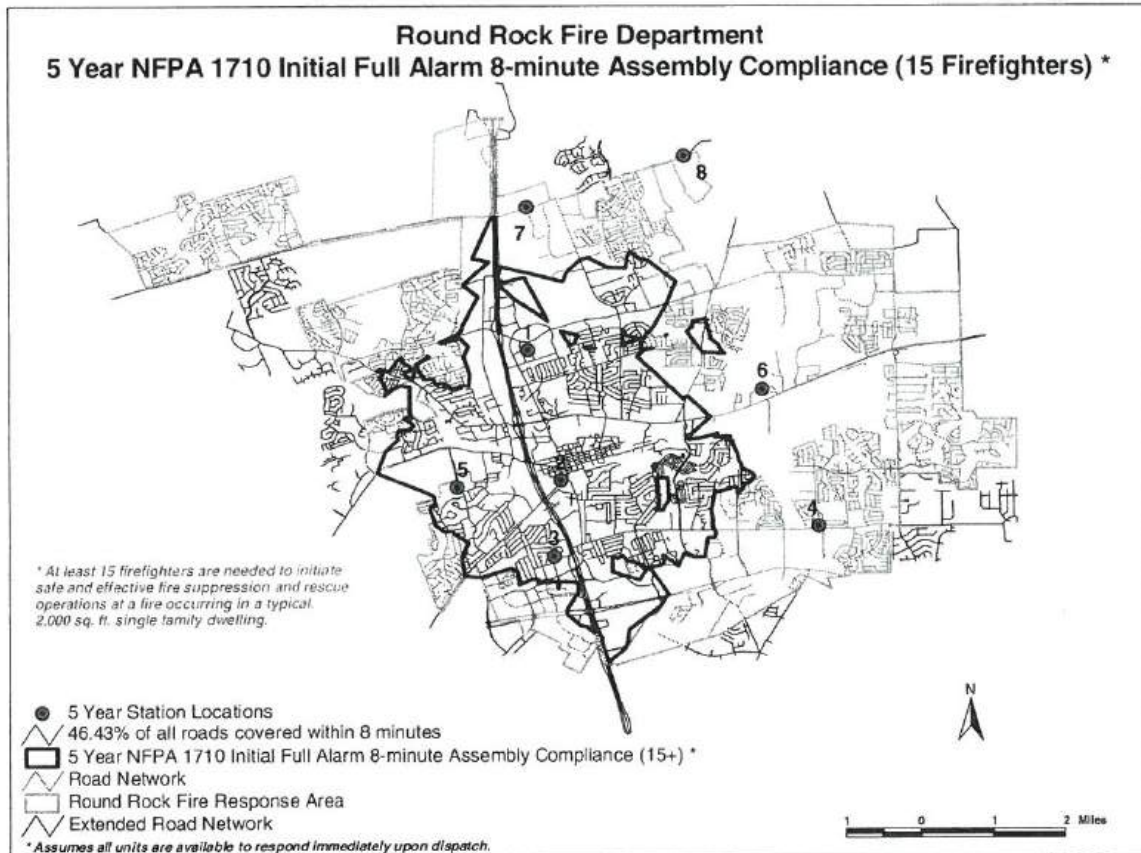 Round Rock Fire Department
5 Year NFPA 1710 Initial Full Alarm 8-minute Assembly Compliance (15 Firefighters) *
8
7
1
6
5
2
4
3
* At least 15 firefighters are needed to initiate
safe and effective fire suppression and rescue
operations at a fire occurring in a typical
2,000 sq. ft. single family dwelling.
N
5 Year Station Locations
46.43% of all roads covered within 8 minutes
5 Year NFPA 1710 Initial Full Alarm 8-minute Assembly Compliance (15+) *
Road Network
Round Rock Fire Response Area
Extended Road Network
1 0 1 2 Miles
* Assumes all units are available to respond immediately upon dispatch.